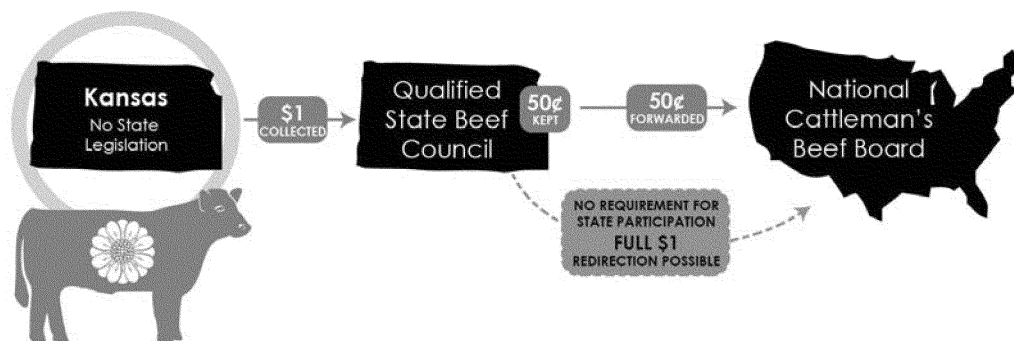 Kansas
No State
Legislation
$1
COLLECTED
Qualified
State Beef
Council
50¢
KEPT
50¢
FORWARDED
National
Cattleman's
Beef Board
NO REQUIREMENT FOR
STATE PARTICIPATION
FULL $1
REDIRECTION POSSIBLE